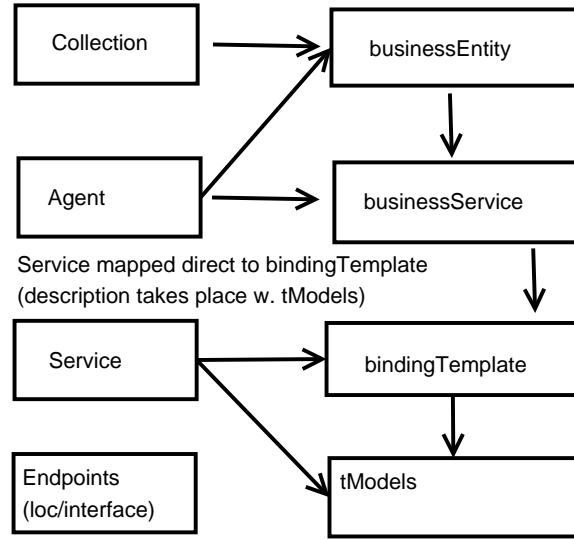 Collection
businessEntity
Agent
businessService
Service mapped direct to bindingTemplate
(description takes place w. tModels)
Service
bindingTemplate
Endpoints
(loc/interface)
tModels